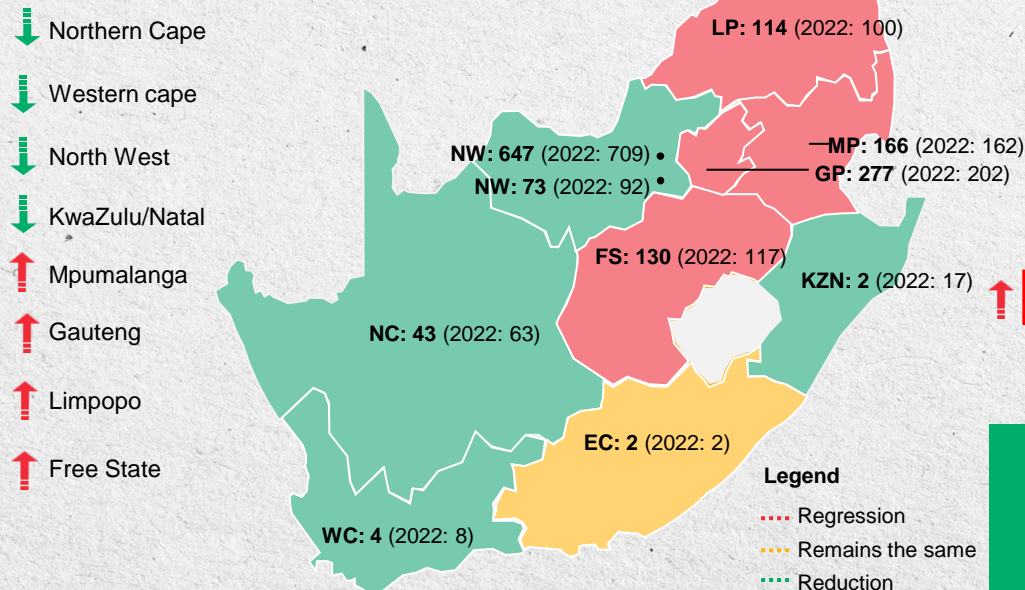 Northern Cape
Western cape
North West
KwaZulu/Natal
Mpumalanga
Gauteng
Limpopo
Free State
LP: 114 (2022: 100)
NW: 647 (2022: 709)
NW: 73 (2022: 92)
MP: 166 (2022: 162)
GP: 277 (2022: 202)
FS: 130 (2022: 117)
KZN: 2 (2022: 17)
NC: 43 (2022: 63)
EC: 2 (2022: 2)
WC: 4 (2022: 8)
Legend
Regression
Remains the same
Reduction